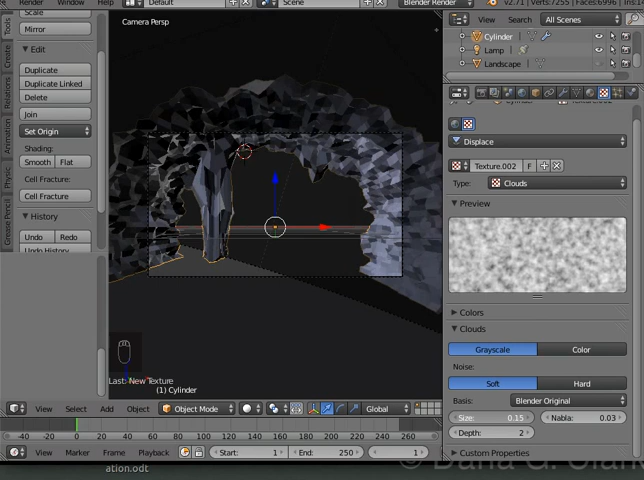 Render Window Help Default Scene Blender Render v2.71 | Verts:7255 | Faces:6996
Scale
Mirror
Edit
Duplicate
Duplicate Linked
Delete
Join
Set Origin
Shading:
Smooth Flat
Cell Fracture:
Cell Fracture
History
Undo Redo
Undo History
Tools
Create
Relations
Animation
Physic
Grease Pencil
Camera Persp
Last: New Texture
(1) Cylinder
View Select Add Object Object Mode Global
-40 -20 0 20 40 60 80 100 120 140 160 180 200 220 240 260
View Marker Frame Playback Start: 1 End: 250 1
ation.odt
View Search All Scenes
Cylinder
Lamp
Landscape
Displace
Texture.002 F
Type: Clouds
Preview
Colors
Clouds
Grayscale Color
Noise:
Soft Hard
Basis: Blender Original
Size: 0.15 Nabla: 0.03
Depth: 2
Custom Properties